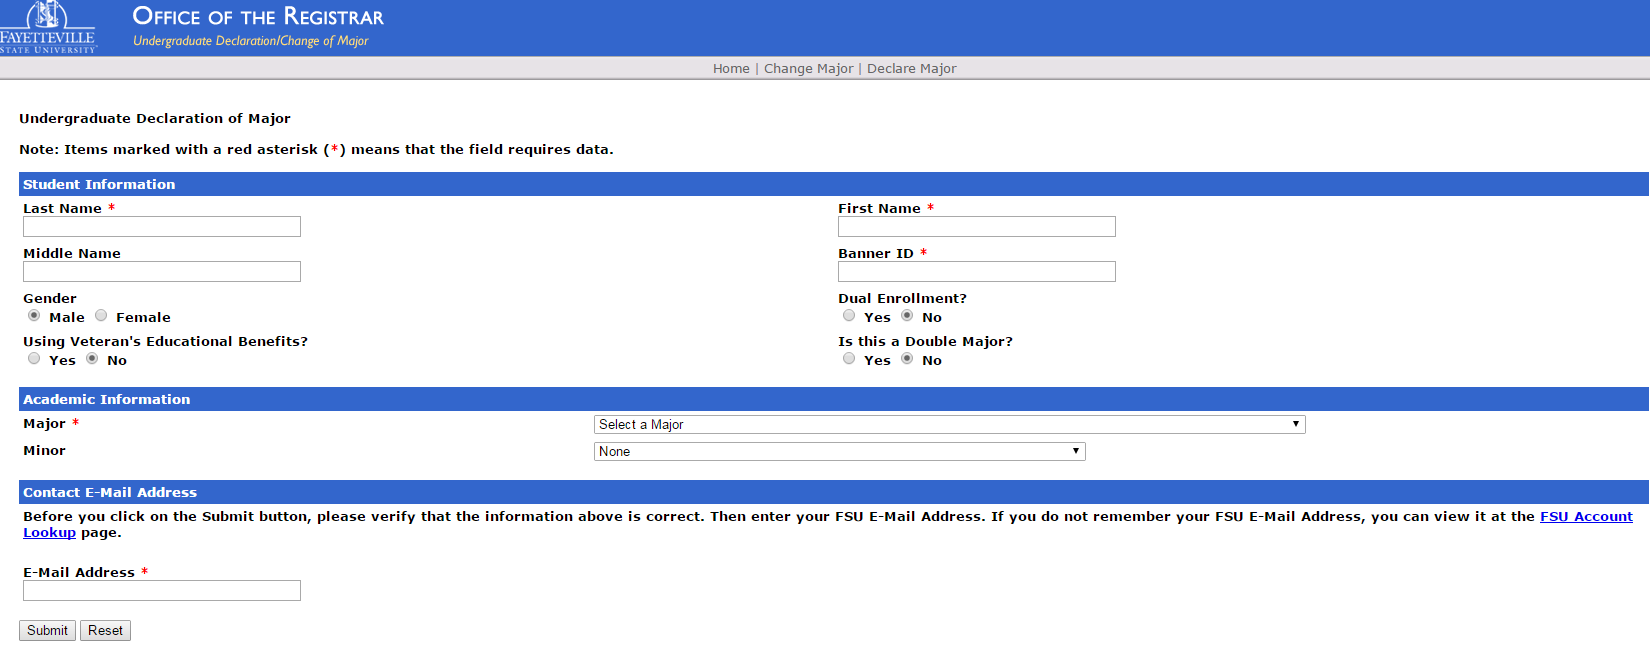 FAYETTEVILLE
STATE UNIVERSITY
OFFICE OF THE REGISTRAR
Undergraduate Declaration/Change of Major
Home | Change Major | Declare Major
Undergraduate Declaration of Major
Note: Items marked with a red asterisk (*) means that the field requires data.
Student Information
Last Name * First Name *
Middle Name Banner ID *
Gender Dual Enrollment?
Male Female Yes No
Using Veteran's Educational Benefits? Is this a Double Major?
Yes No Yes No
Academic Information
Major * Select a Major
Minor None
Contact E-Mail Address
Before you click on the Submit button, please verify that the information above is correct. Then enter your FSU E-Mail Address. If you do not remember your FSU E-Mail Address, you can view it at the FSU Account
Lookup page.
E-Mail Address *
Submit Reset